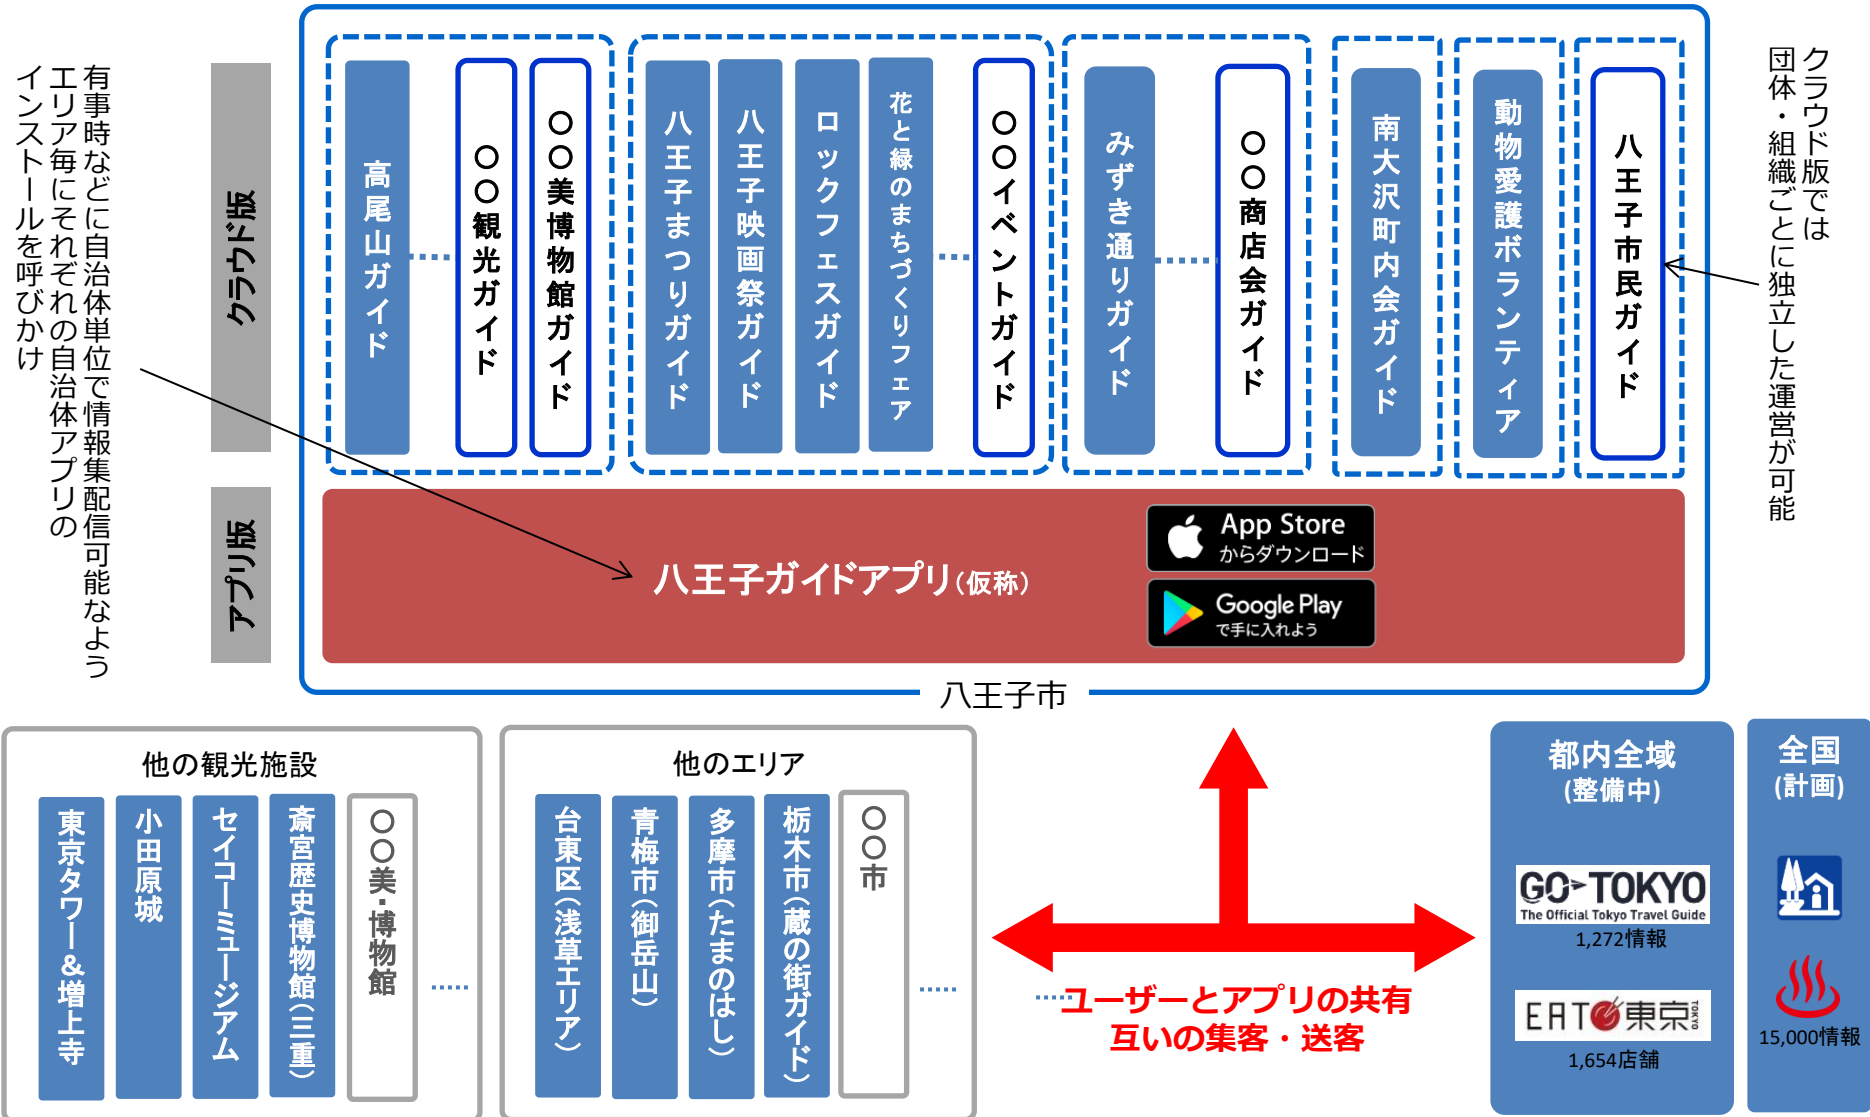 有事時などに自治体単位で情報集配信可能なよう
エリア毎にそれぞれの自治体アプリの
インストールを呼びかけ
クラウド版
アプリ版
高尾山ガイド
〇〇観光ガイド
〇〇美博物館ガイド
八王子まつりガイド
八王子映画祭ガイド
ロックフェスガイド
花と緑のまちづくりフェア
〇〇イベントガイド
みずき通りガイド
〇〇商店会ガイド
南大沢町内会ガイド
動物愛護ボランティア
八王子市民ガイド
クラウド版では
団体・組織ごとに独立した運営が可能
八王子ガイドアプリ(仮称)
App Store
からダウンロード
Google Play
で手に入れよう
八王子市
他の観光施設
東京タワー&増上寺
小田原城
セイコーミュージアム
斎宮歴史博物館(三重)
〇〇美・博物館
他のエリア
台東区(浅草エリア)
青梅市(御岳山)
多摩市(たまのはし)
栃木市(蔵の街ガイド)
〇〇市
ユーザーとアプリの共有
互いの集客・送客
都内全域
(整備中)
GO TOKYO
The Official Tokyo Travel Guide
1,272情報
EAT東京
TOKYO
1,654店舗
全国
(計画)
15,000情報